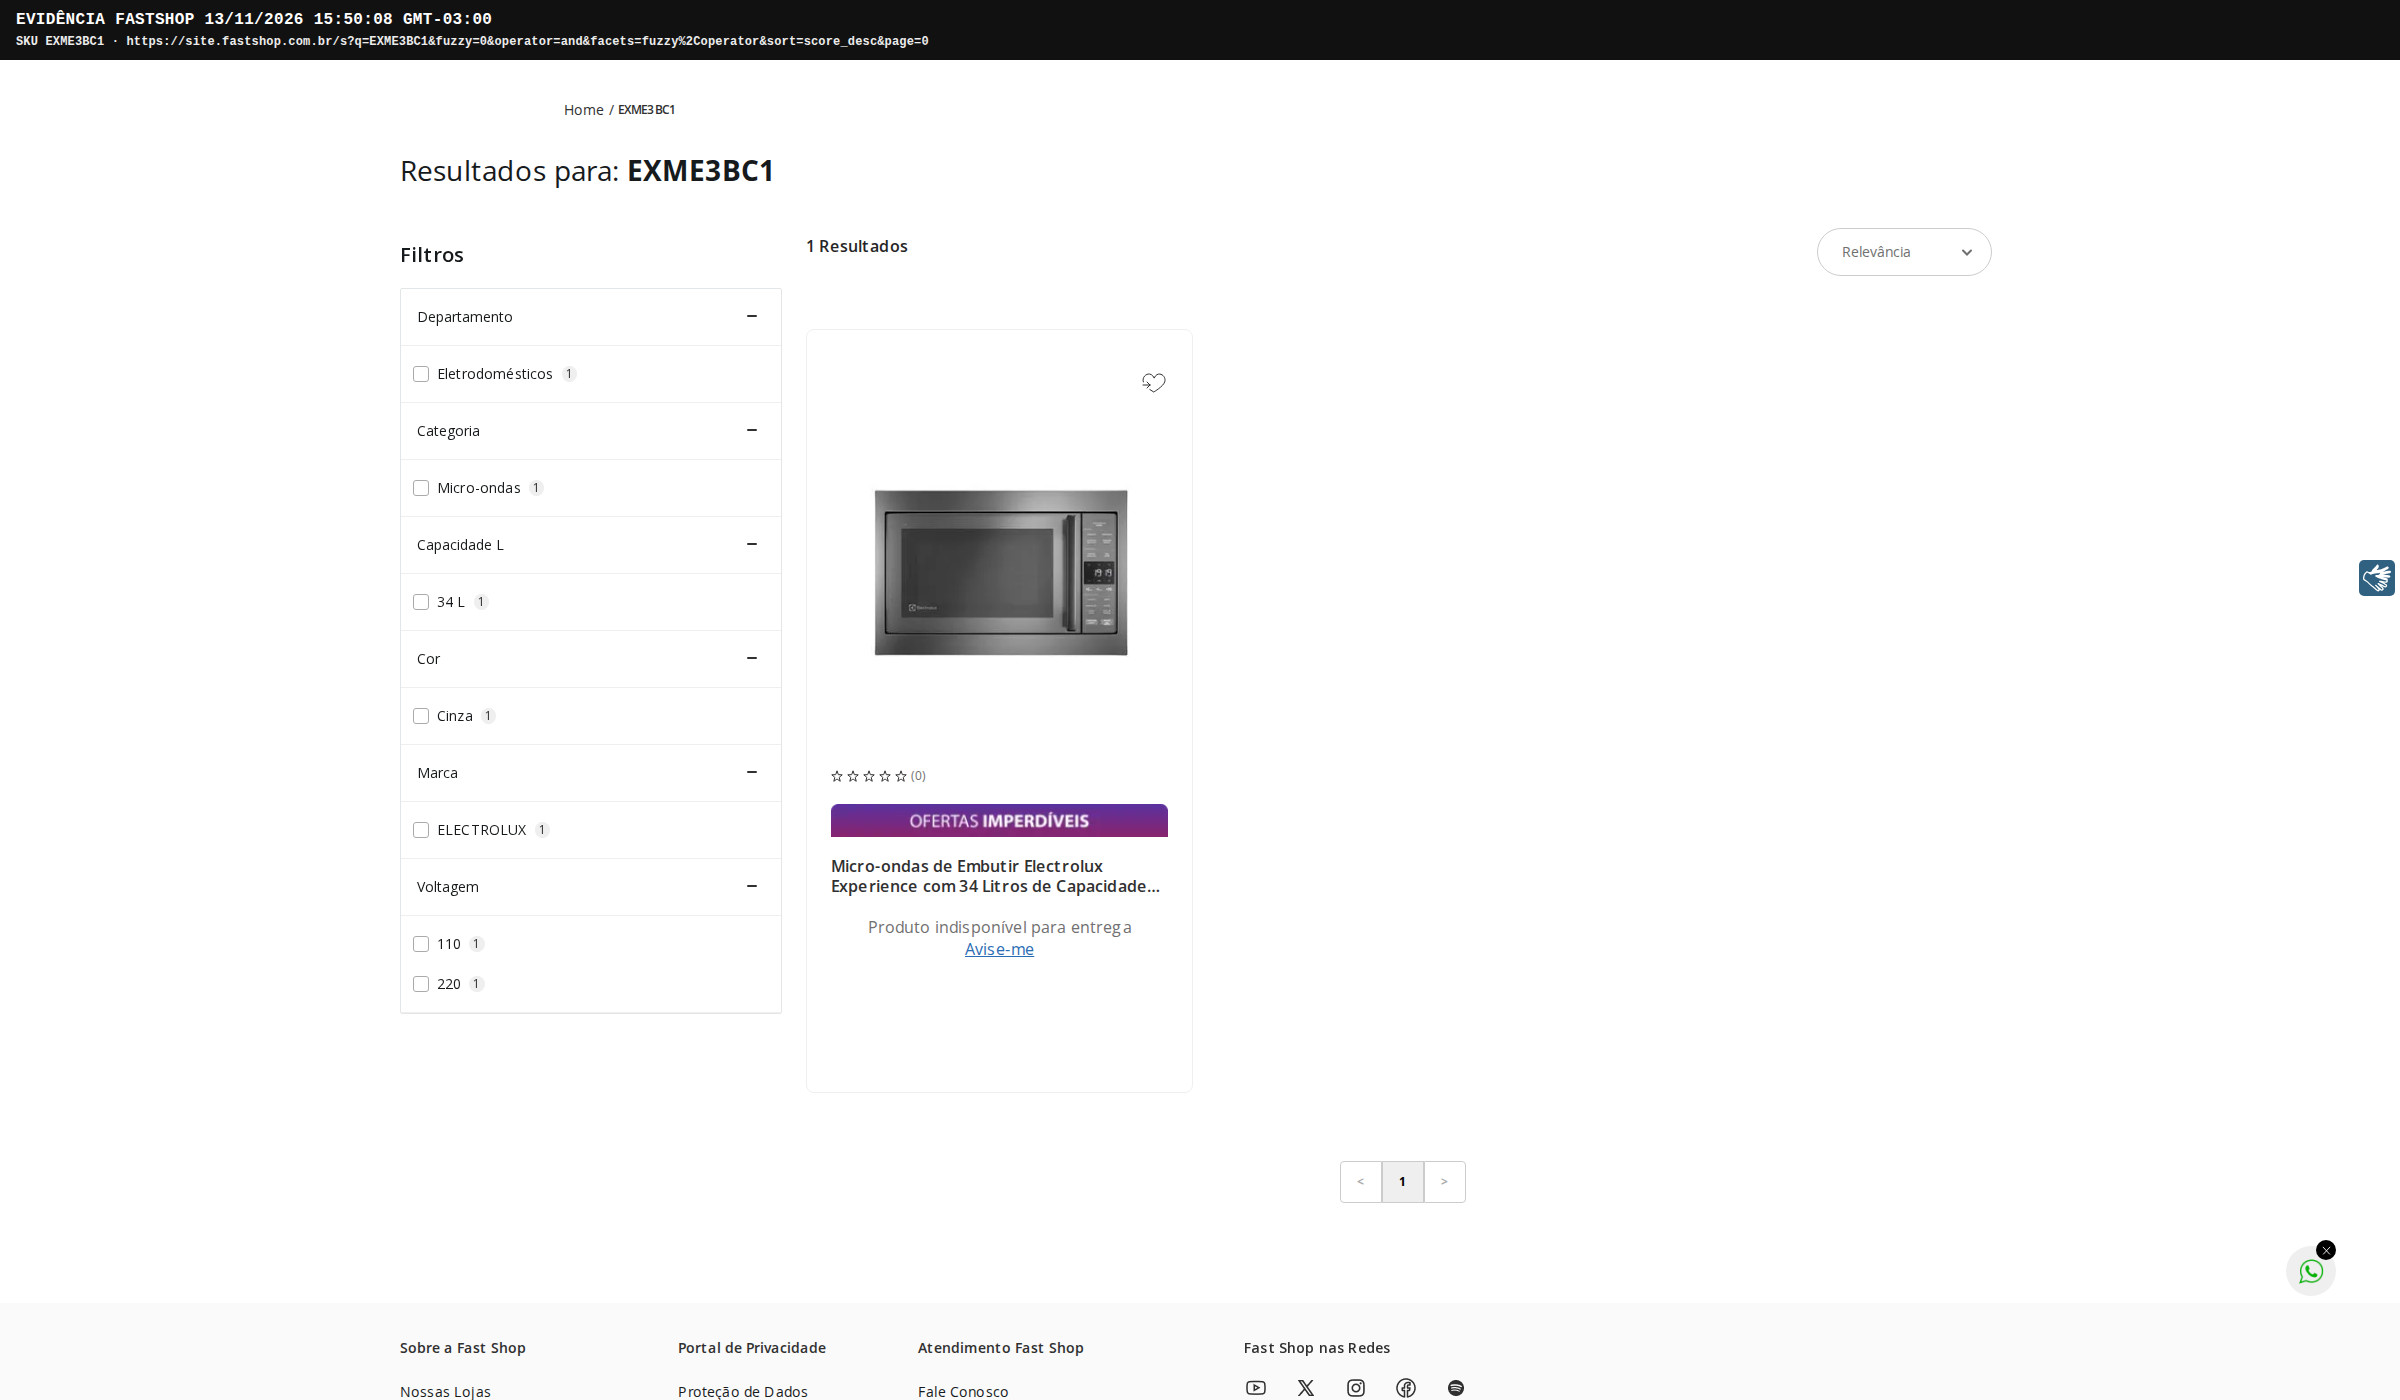 EVIDÊNCIA FASTSHOP 13/11/2026 15:50:08 GMT-03:00
SKU EXME3BC1 · https://site.fastshop.com.br/s?q=EXME3BC1&fuzzy=0&operator=and&facets=fuzzy%2Coperator&sort=score_desc&page=0
Home / EXME3BC1
Resultados para: EXME3BC1
Filtros
1 Resultados
Relevância
Departamento
Eletrodomésticos 1
Categoria
Micro-ondas 1
Capacidade L
34 L 1
Cor
Cinza 1
Marca
ELECTROLUX 1
Voltagem
110 1
220 1
Electrolux
(0)
OFERTAS IMPERDÍVEIS
Micro-ondas de Embutir Electrolux
Experience com 34 Litros de Capacidade...
Produto indisponível para entrega
Avise-me
< 1 >
Sobre a Fast Shop
Nossas Lojas
Portal de Privacidade
Proteção de Dados
Atendimento Fast Shop
Fale Conosco
Fast Shop nas Redes